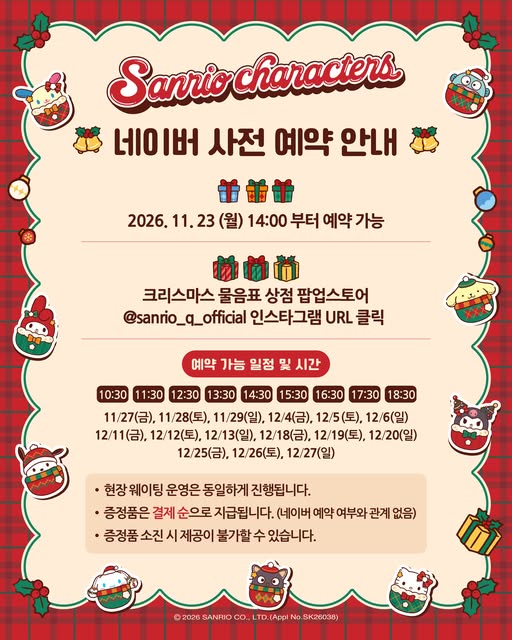 Sanrio characters
네이버 사전 예약 안내
2026. 11. 23 (월) 14:00 부터 예약 가능
크리스마스 물음표 상점 팝업스토어
@sanrio_q_official 인스타그램 URL 클릭
예약 가능 일정 및 시간
10:30 11:30 12:30 13:30 14:30 15:30 16:30 17:30 18:30
11/27(금), 11/28(토), 11/29(일), 12/4(금), 12/5(토), 12/6(일)
12/11(금), 12/12(토), 12/13(일), 12/18(금), 12/19(토), 12/20(일)
12/25(금), 12/26(토), 12/27(일)
• 현장 웨이팅 운영은 동일하게 진행됩니다.
• 증정품은 결제 순으로 지급됩니다. (네이버 예약 여부와 관계 없음)
• 증정품 소진 시 제공이 불가할 수 있습니다.
© 2026 SANRIO CO., LTD.(Appl No.SK26038)